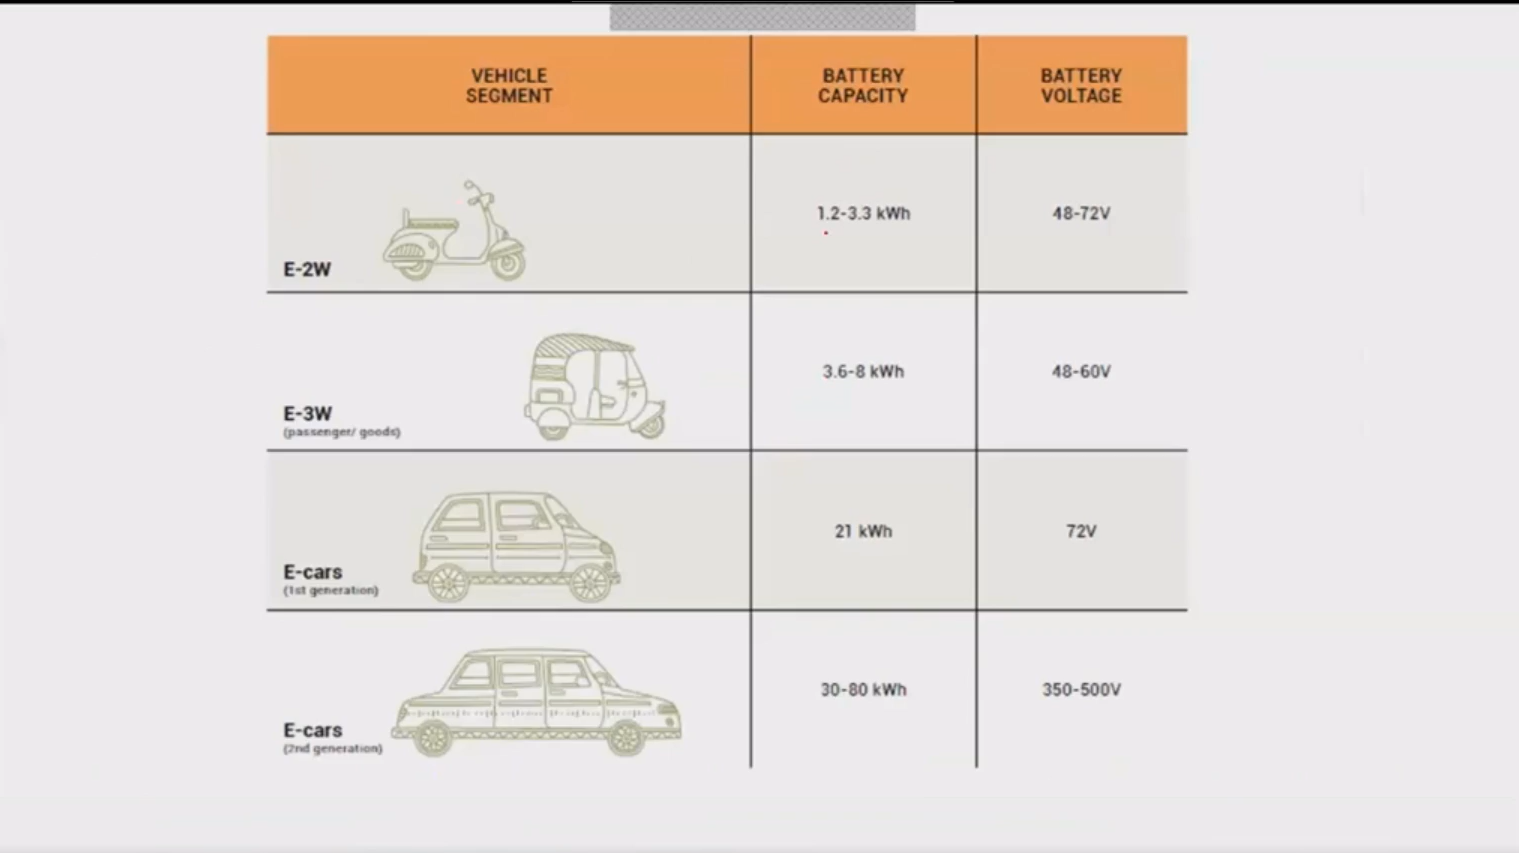 VEHICLE
SEGMENT
BATTERY
CAPACITY
BATTERY
VOLTAGE
E-2W
1.2-3.3 kWh
48-72V
E-3W
(passenger/ goods)
3.6-8 kWh
48-60V
E-cars
(1st generation)
21 kWh
72V
E-cars
(2nd generation)
30-80 kWh
350-500V